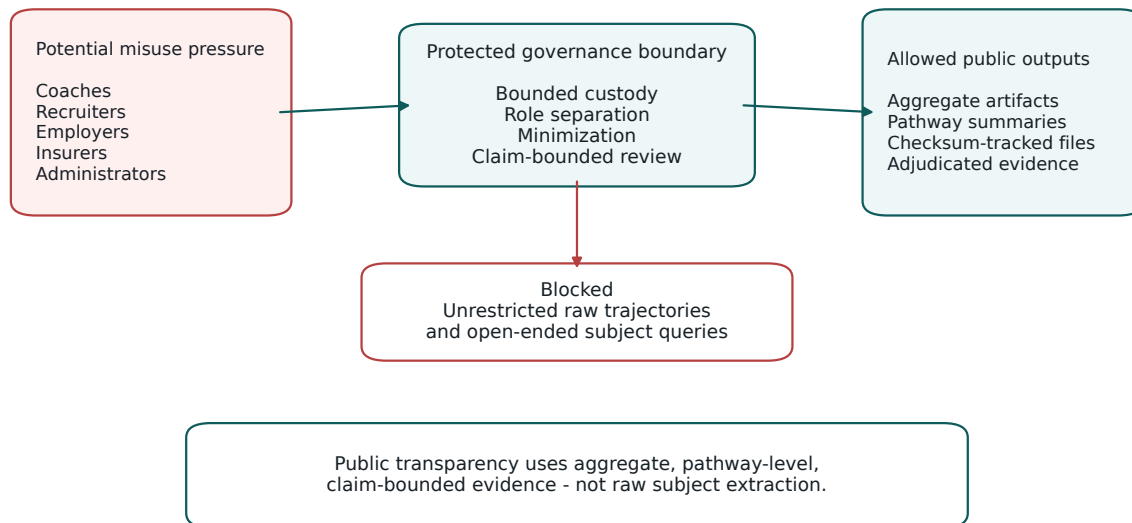 Potential misuse pressure
Coaches
Recruiters
Employers
Insurers
Administrators
Protected governance boundary
Bounded custody
Role separation
Minimization
Claim-bounded review
Allowed public outputs
Aggregate artifacts
Pathway summaries
Checksum-tracked files
Adjudicated evidence
Blocked
Unrestricted raw trajectories
and open-ended subject queries
Public transparency uses aggregate, pathway-level,
claim-bounded evidence - not raw subject extraction.